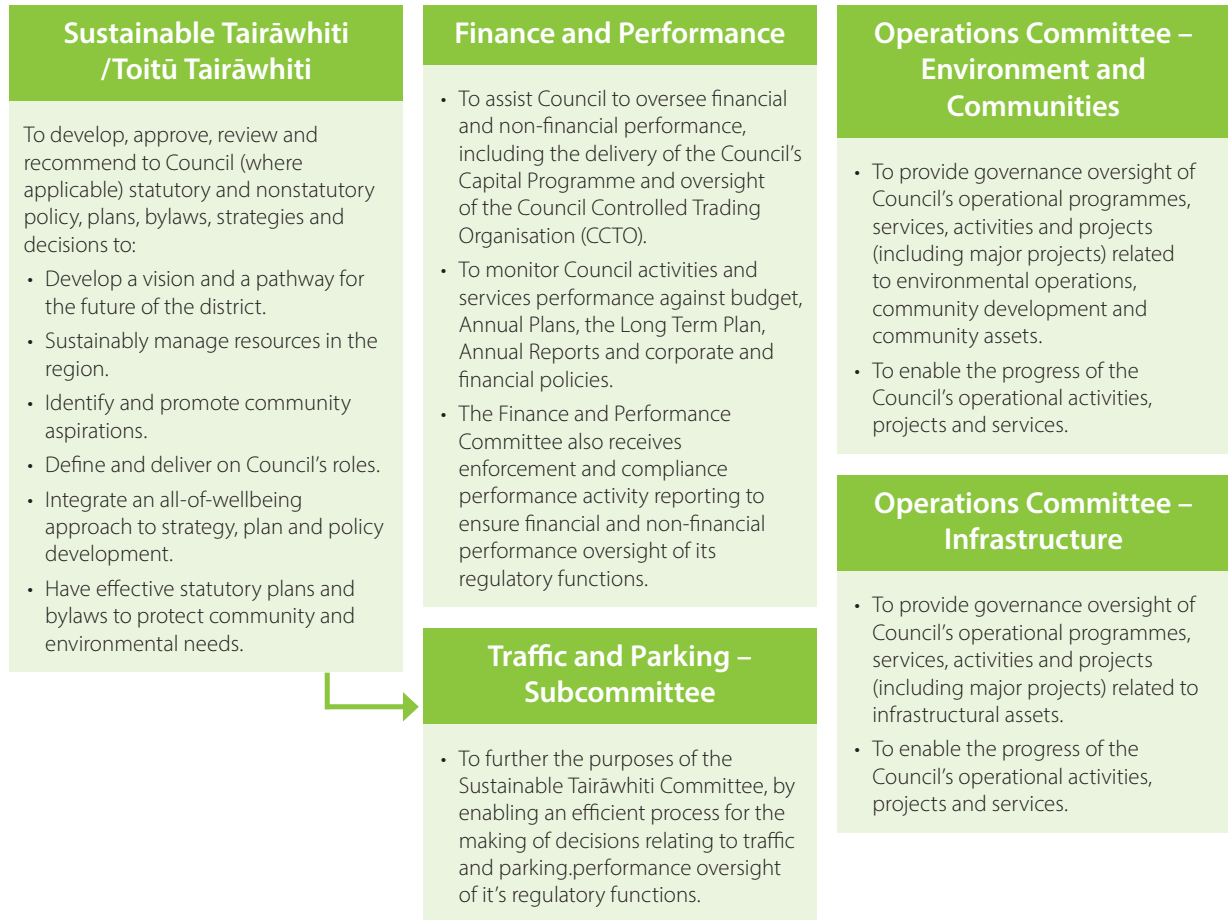 Sustainable Tairāwhiti
/Toitū Tairāwhiti
To develop, approve, review and
recommend to Council (where
applicable) statutory and nonstatutory
policy, plans, bylaws, strategies and
decisions to:
• Develop a vision and a pathway for
the future of the district.
• Sustainably manage resources in the
region.
• Identify and promote community
aspirations.
• Define and deliver on Council’s roles.
• Integrate an all-of-wellbeing
approach to strategy, plan and policy
development.
• Have effective statutory plans and
bylaws to protect community and
environmental needs.
Finance and Performance
• To assist Council to oversee financial
and non-financial performance,
including the delivery of the Council’s
Capital Programme and oversight
of the Council Controlled Trading
Organisation (CCTO).
• To monitor Council activities and
services performance against budget,
Annual Plans, the Long Term Plan,
Annual Reports and corporate and
financial policies.
• The Finance and Performance
Committee also receives
enforcement and compliance
performance activity reporting to
ensure financial and non-financial
performance oversight of its
regulatory functions.
Traffic and Parking –
Subcommittee
• To further the purposes of the
Sustainable Tairāwhiti Committee, by
enabling an efficient process for the
making of decisions relating to traffic
and parking.performance oversight
of it’s regulatory functions.
Operations Committee –
Environment and
Communities
• To provide governance oversight of
Council’s operational programmes,
services, activities and projects
(including major projects) related
to environmental operations,
community development and
community assets.
• To enable the progress of the
Council’s operational activities,
projects and services.
Operations Committee –
Infrastructure
• To provide governance oversight of
Council’s operational programmes,
services, activities and projects
(including major projects) related to
infrastructural assets.
• To enable the progress of the
Council’s operational activities,
projects and services.